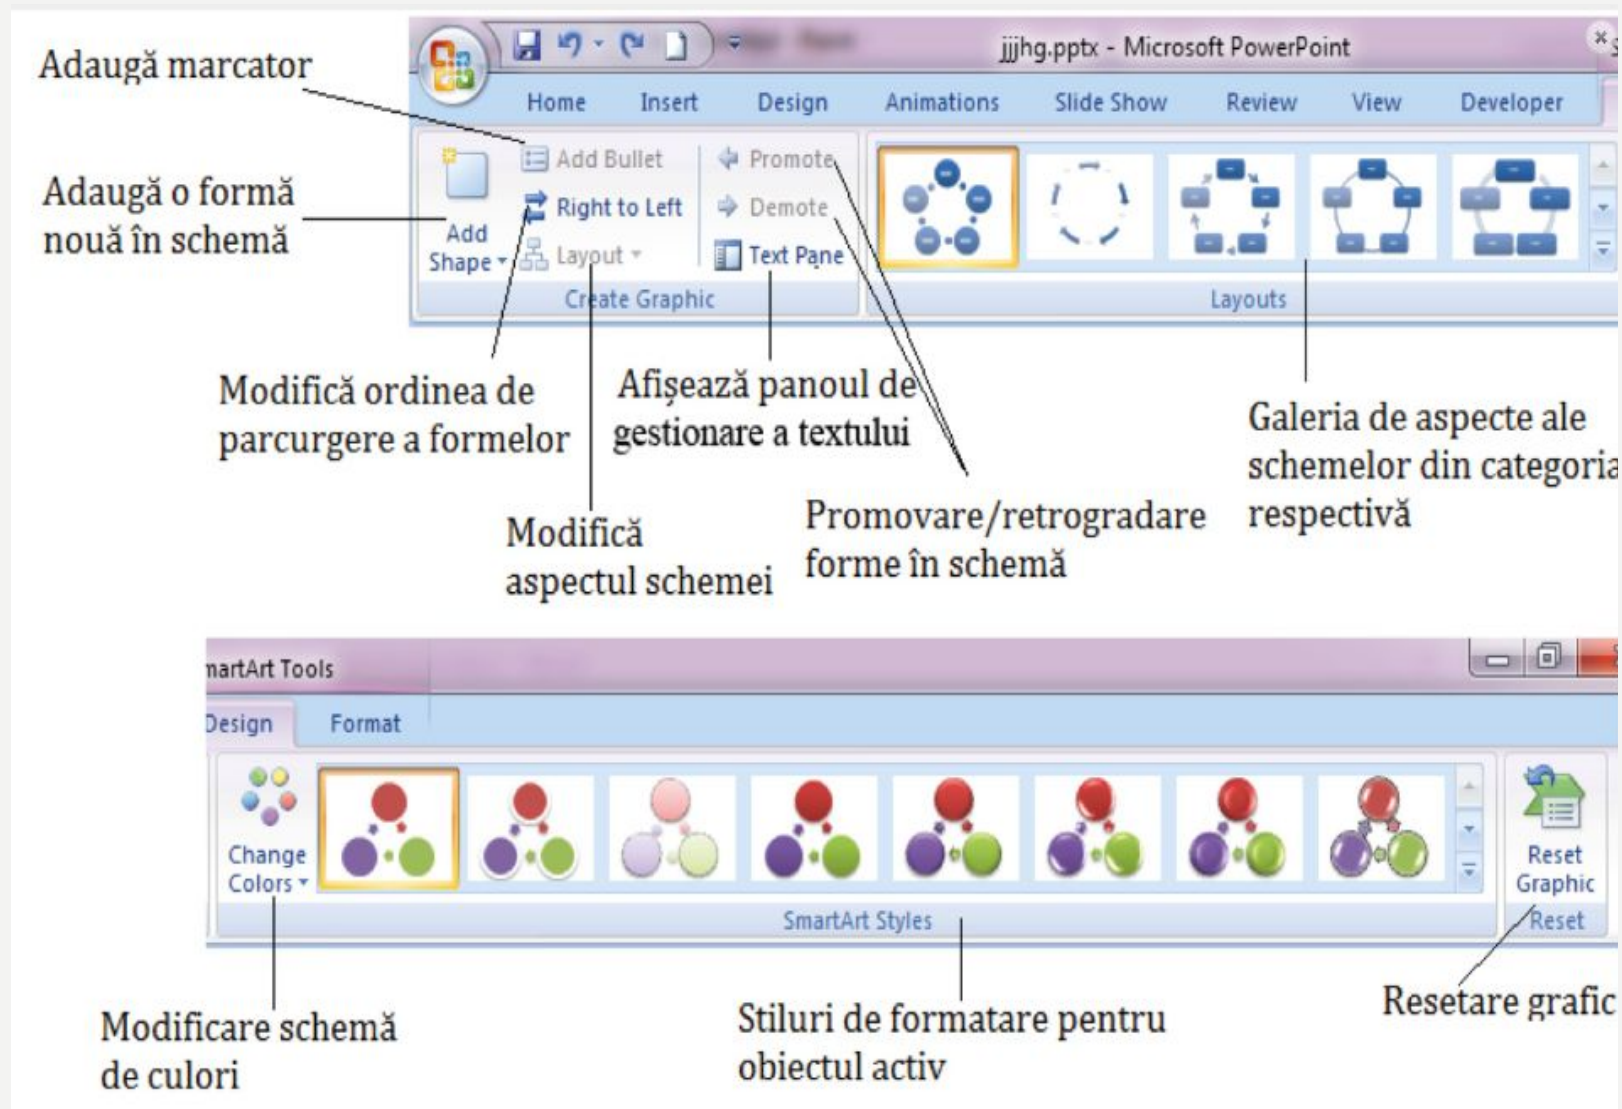 jjjhg.pptx - Microsoft PowerPoint
Adaugă marcator
Home Insert Design Animations Slide Show Review View Developer
Add Bullet
Promote
Adaugă o formă
nouă în schemă
Right to Left
Demote
Add
Shape
Layout
Text Pane
Create Graphic
Layouts
Modifică ordinea de
parcurgere a formelor
Afișează panoul de
gestionare a textului
Galeria de aspecte ale
schemelor din categoria
respectivă
Modifică
aspectul schemei
Promovare/retrogradare
forme în schemă
martArt Tools
Design Format
Change
Colors
Reset
Graphic
SmartArt Styles
Reset
Modificare schemă
de culori
Stiluri de formatare pentru
obiectul activ
Resetare grafic